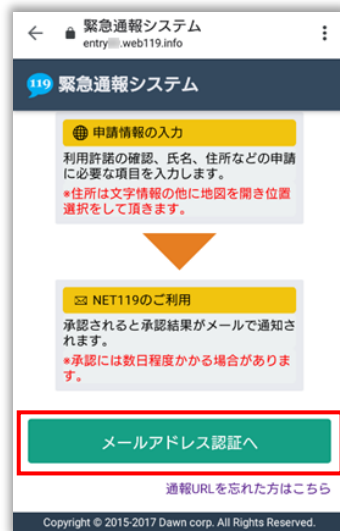 緊急通報システム
entry .web119.info
119 緊急通報システム
申請情報の入力
利用許諾の確認、氏名、住所などの申請
に必要な項目を入力します。
*住所は文字情報の他に地図を開き位置
選択をして頂きます。
NET119のご利用
承認されると承認結果がメールで通知さ
れます。
*承認には数日程度かかる場合がありま
す。
メールアドレス認証へ
通報URLを忘れた方はこちら
Copyright © 2015-2017 Dawn corp. All Rights Reserved.